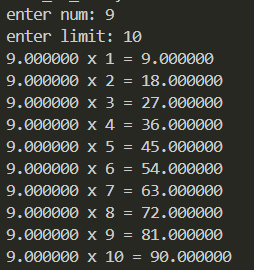 enter num: 9
enter limit: 10
9.000000 x 1 = 9.000000
9.000000 x 2 = 18.000000
9.000000 x 3 = 27.000000
9.000000 x 4 = 36.000000
9.000000 x 5 = 45.000000
9.000000 x 6 = 54.000000
9.000000 x 7 = 63.000000
9.000000 x 8 = 72.000000
9.000000 x 9 = 81.000000
9.000000 x 10 = 90.000000